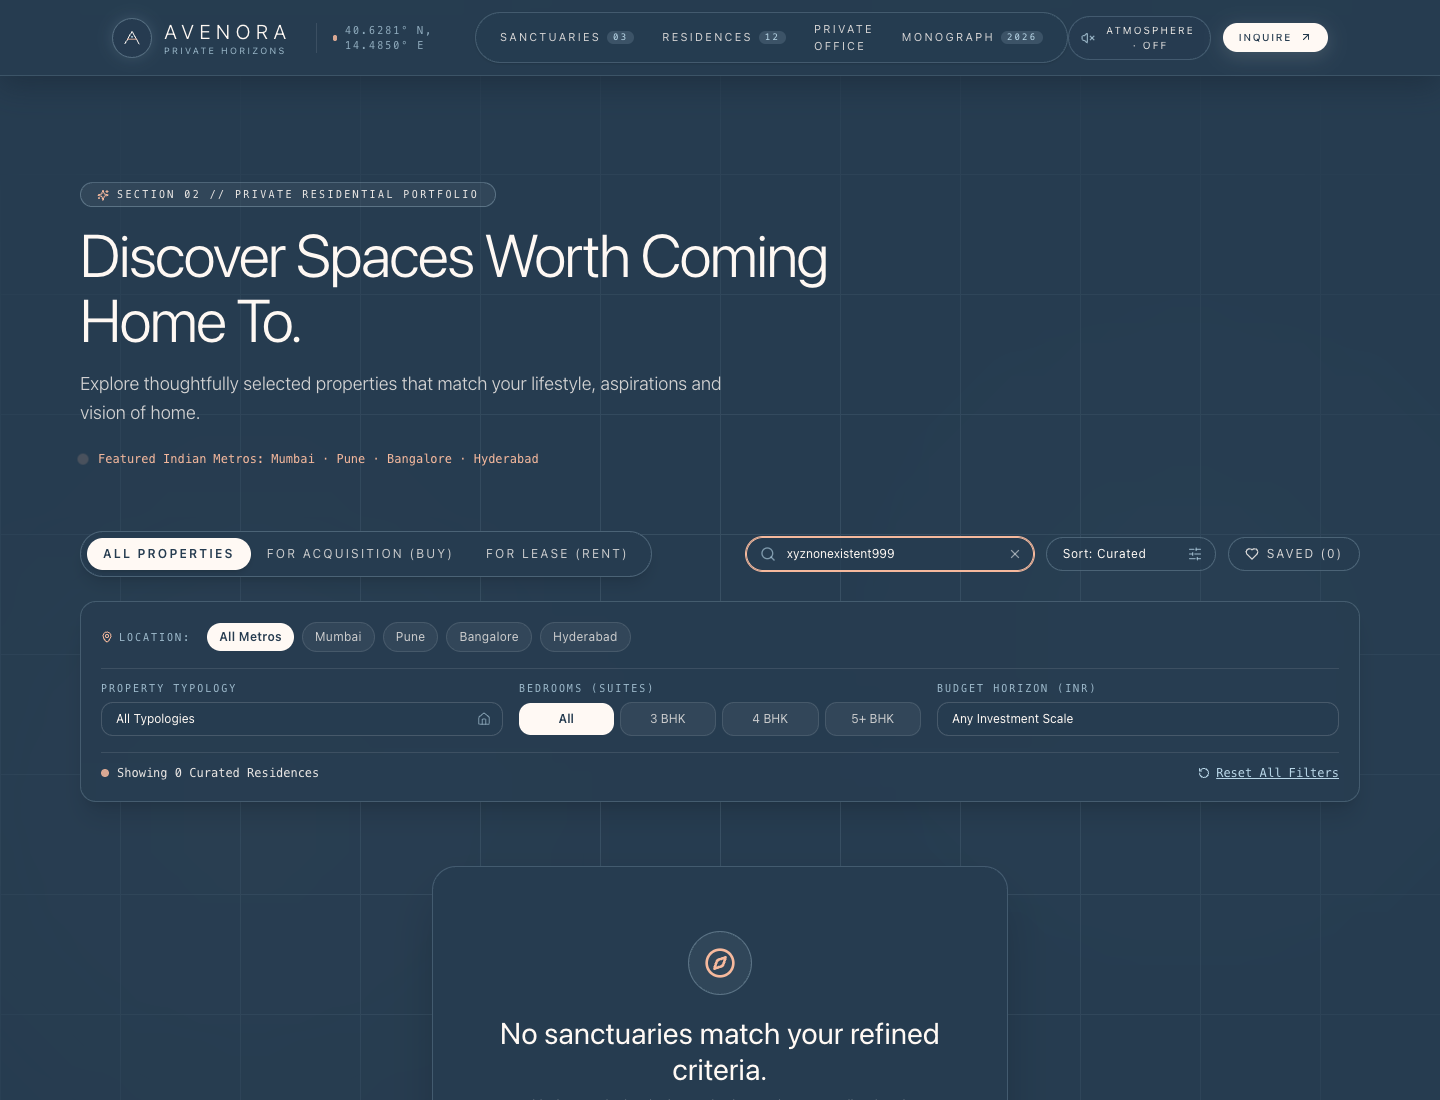 AVENORA
PRIVATE HORIZONS
40.6281° N,
14.4850° E
SANCTUARIES 03
RESIDENCES 12
PRIVATE
OFFICE
MONOGRAPH 2026
ATMOSPHERE
· OFF
INQUIRE
SECTION 02 // PRIVATE RESIDENTIAL PORTFOLIO
Discover Spaces Worth Coming
Home To.
Explore thoughtfully selected properties that match your lifestyle, aspirations and
vision of home.
Featured Indian Metros: Mumbai · Pune · Bangalore · Hyderabad
ALL PROPERTIES
FOR ACQUISITION (BUY)
FOR LEASE (RENT)
xyznonexistent999
Sort: Curated
SAVED (0)
LOCATION:
All Metros
Mumbai
Pune
Bangalore
Hyderabad
PROPERTY TYPOLOGY
All Typologies
BEDROOMS (SUITES)
All
3 BHK
4 BHK
5+ BHK
BUDGET HORIZON (INR)
Any Investment Scale
Showing 0 Curated Residences
Reset All Filters
No sanctuaries match your refined
criteria.